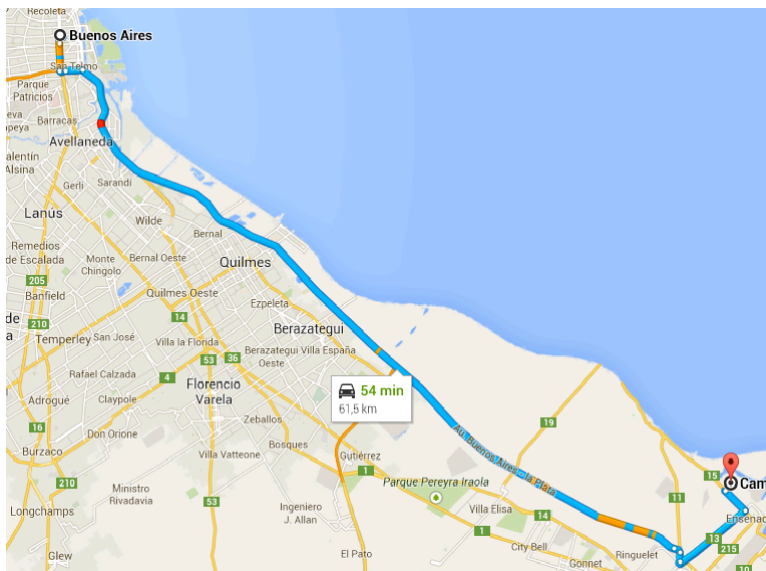 Recoleta
Buenos Aires
San Telmo
Parque
Patricios
Barracas
Avellaneda
Alsina
Gerli
Sarandi
Lanús
Wilde
Remedios
de Escalada
Monte
Chingolo
Bernal
Bernal Oeste
Quilmes
205
Banfield
Quilmes Oeste
Ezpeleta
de
210
14
Berazategui
Temperley
San José
Villa la Florida
53
36
Berazategui
Oeste
Villa España
Rafael Calzada
4
Florencio
Varela
54 min
61,5 km
Adrogué
Claypole
16
Zeballos
19
Don Orione
Burzaco
Villa Vatteone
Bosques
Gutiérrez
Au. Buenos Aires - la Plata
1
15
Cam
210
Ministro
Rivadavia
53
Parque Pereyra Iraola
11
Longchamps
Ingeniero
J. Allan
Villa Elisa
14
Ensenad
1
13
215
Glew
El Pato
City Bell
Gonnet
Ringuelet
10